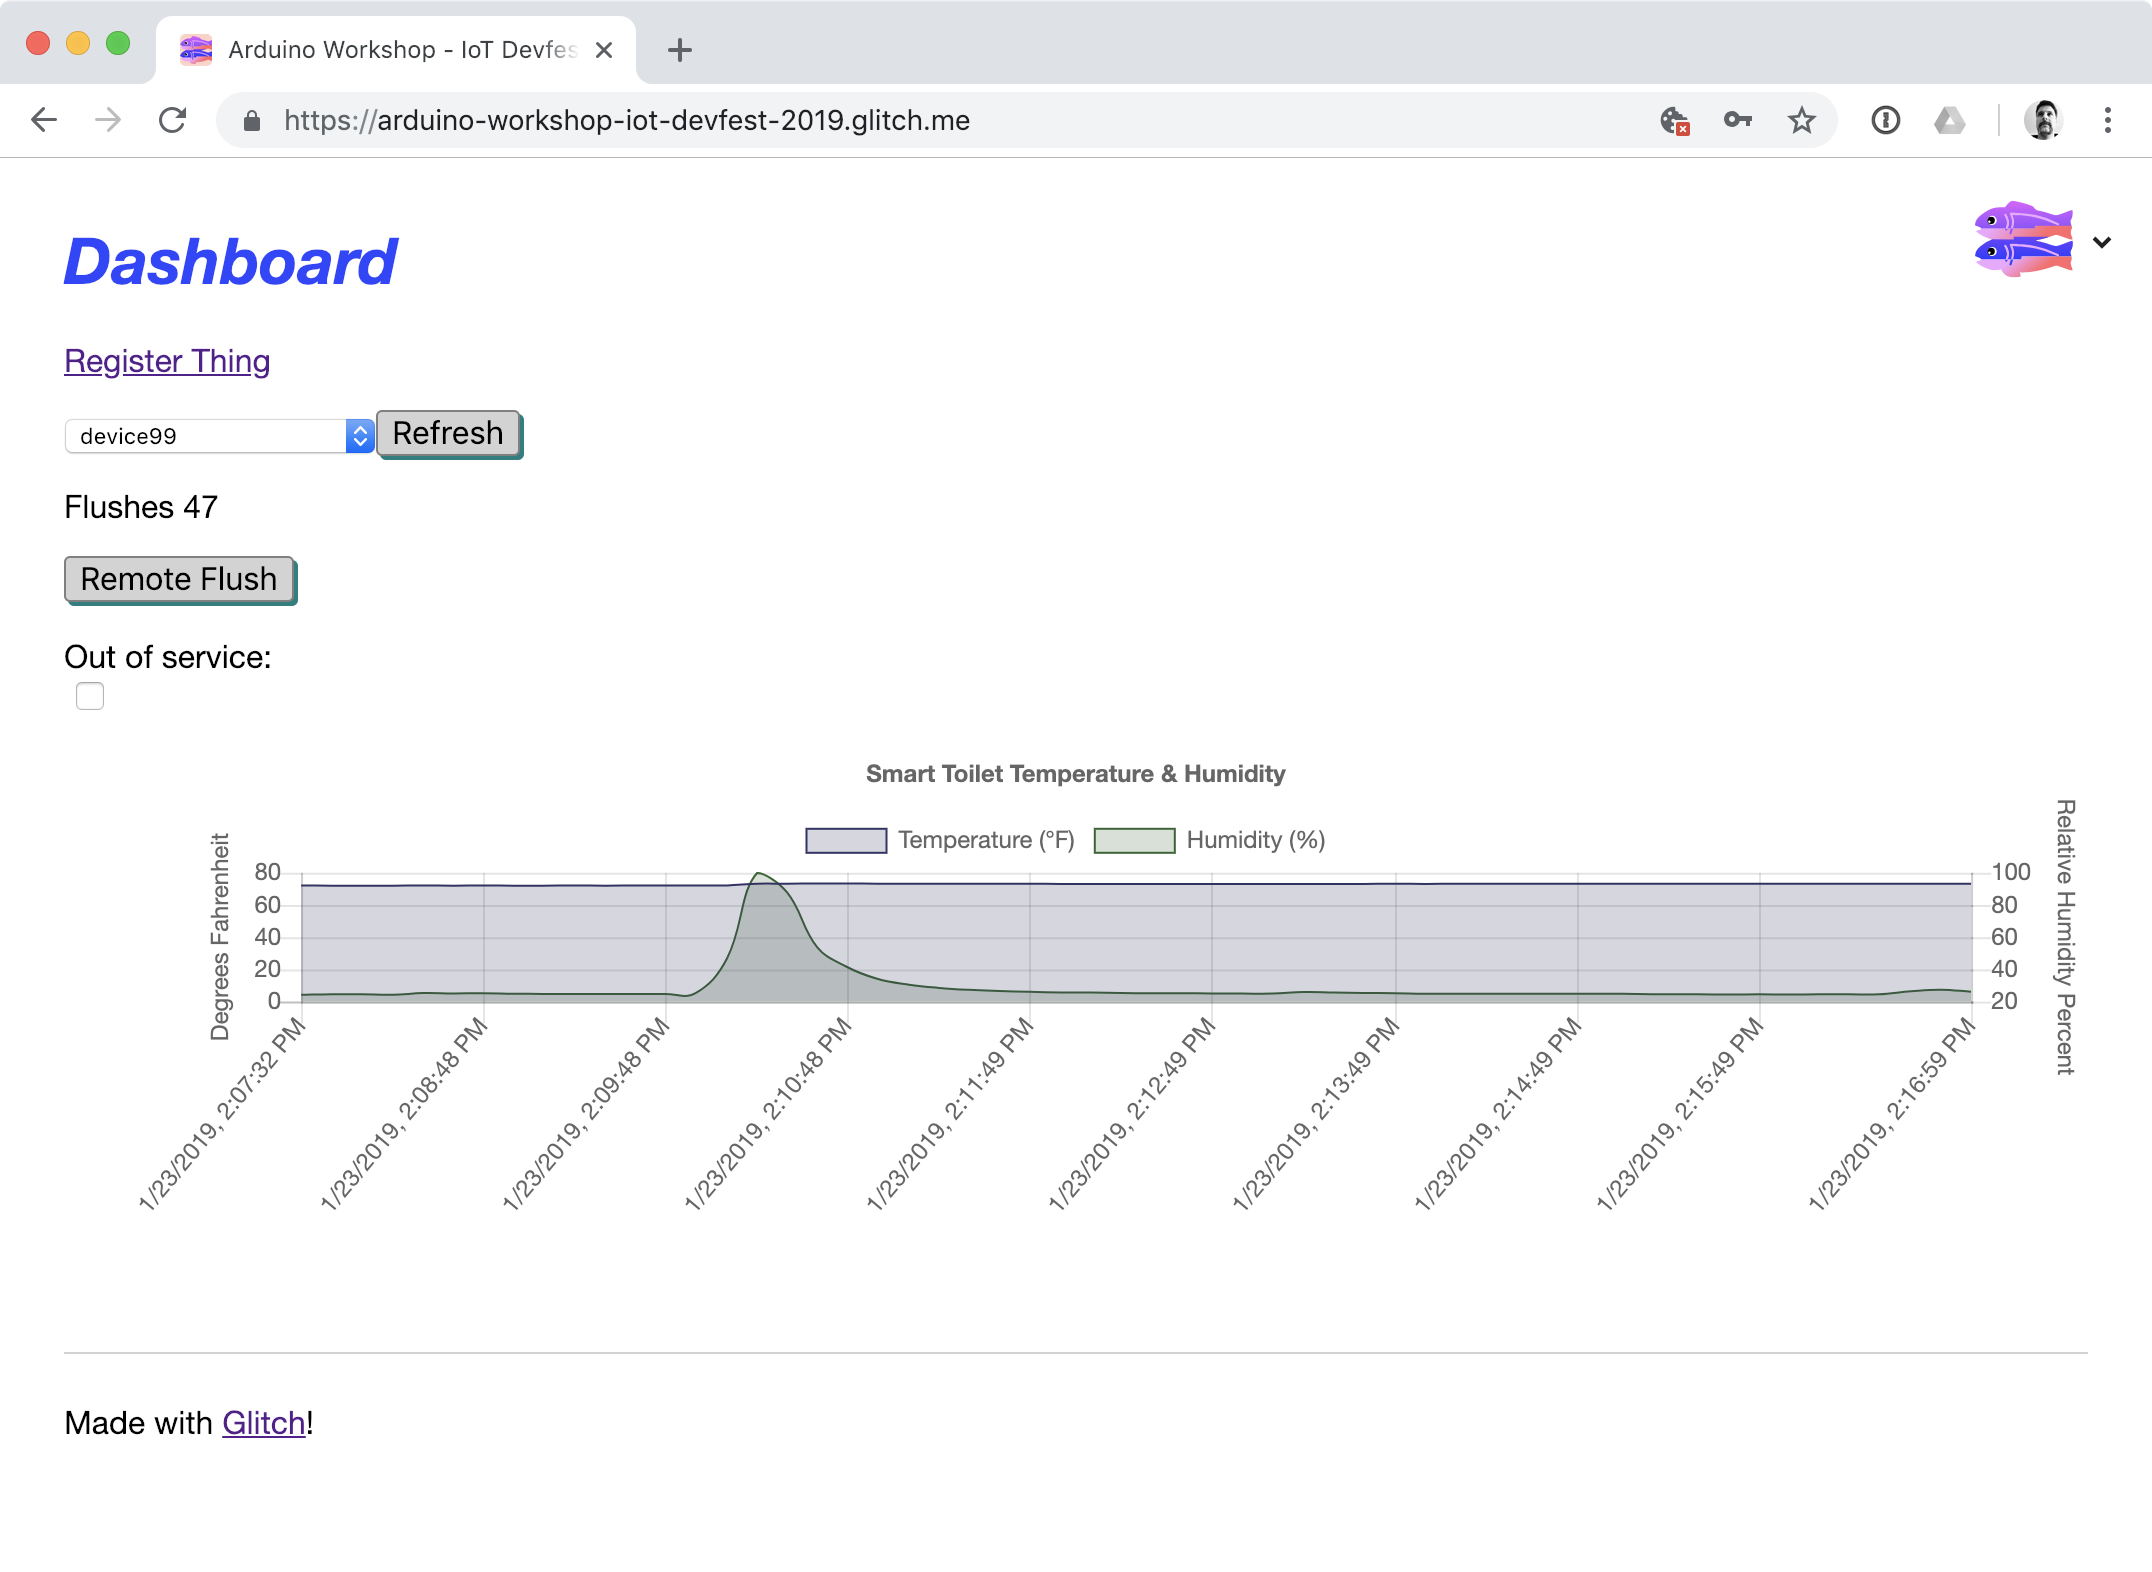 Arduino Workshop - IoT Devfes
https://arduino-workshop-iot-devfest-2019.glitch.me
Dashboard
Register Thing
device99
Refresh
Flushes 47
Remote Flush
Out of service:
Smart Toilet Temperature & Humidity
Temperature (°F)
Humidity (%)
Degrees Fahrenheit
80
60
40
20
0
100
80
60
40
20
Relative Humidity Percent
1/23/2019, 2:07:32 PM
1/23/2019, 2:08:48 PM
1/23/2019, 2:09:48 PM
1/23/2019, 2:10:48 PM
1/23/2019, 2:11:49 PM
1/23/2019, 2:12:49 PM
1/23/2019, 2:13:49 PM
1/23/2019, 2:14:49 PM
1/23/2019, 2:15:49 PM
1/23/2019, 2:16:59 PM
Made with Glitch!